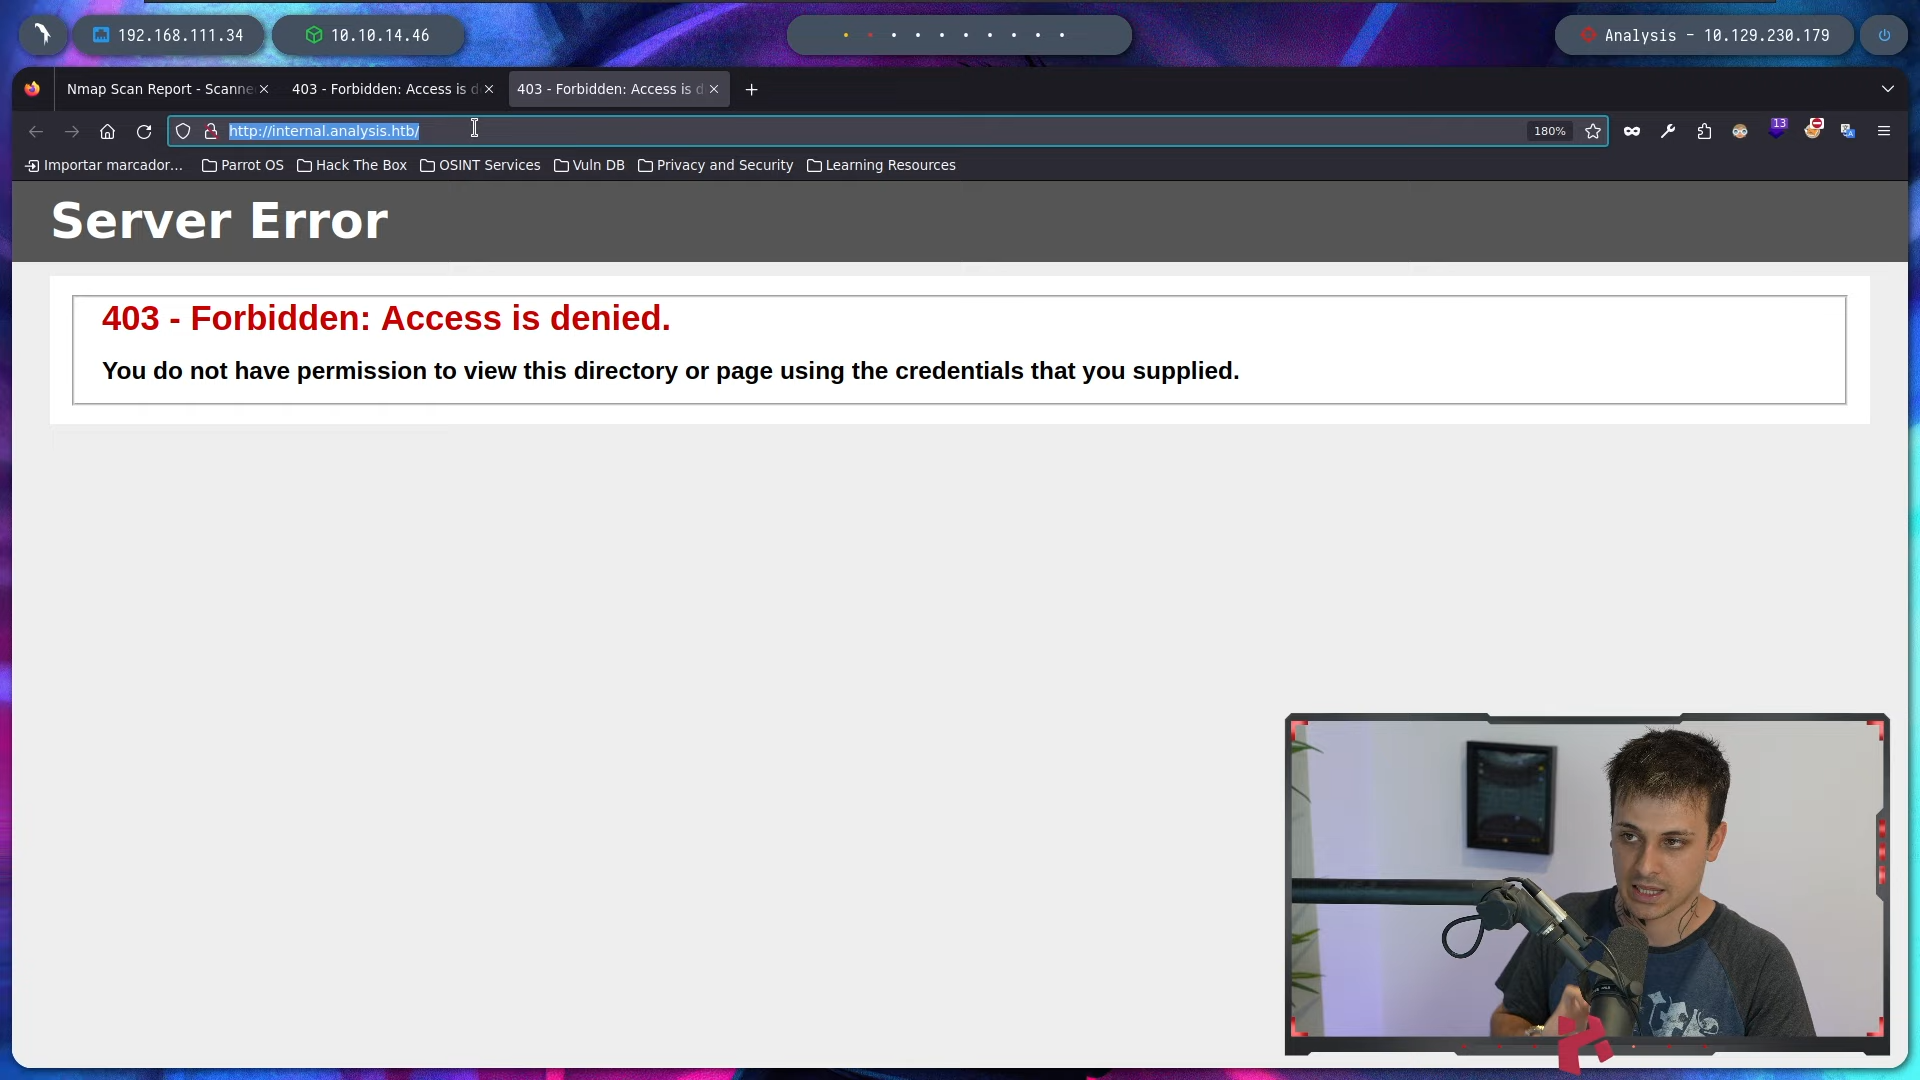 192.168.111.34
10.10.14.46
Analysis - 10.129.230.179
Nmap Scan Report - Scanne
403 - Forbidden: Access is d
403 - Forbidden: Access is d
http://internal.analysis.htb/
180%
13
Importar marcador...
Parrot OS
Hack The Box
OSINT Services
Vuln DB
Privacy and Security
Learning Resources
Server Error
403 - Forbidden: Access is denied.
You do not have permission to view this directory or page using the credentials that you supplied.